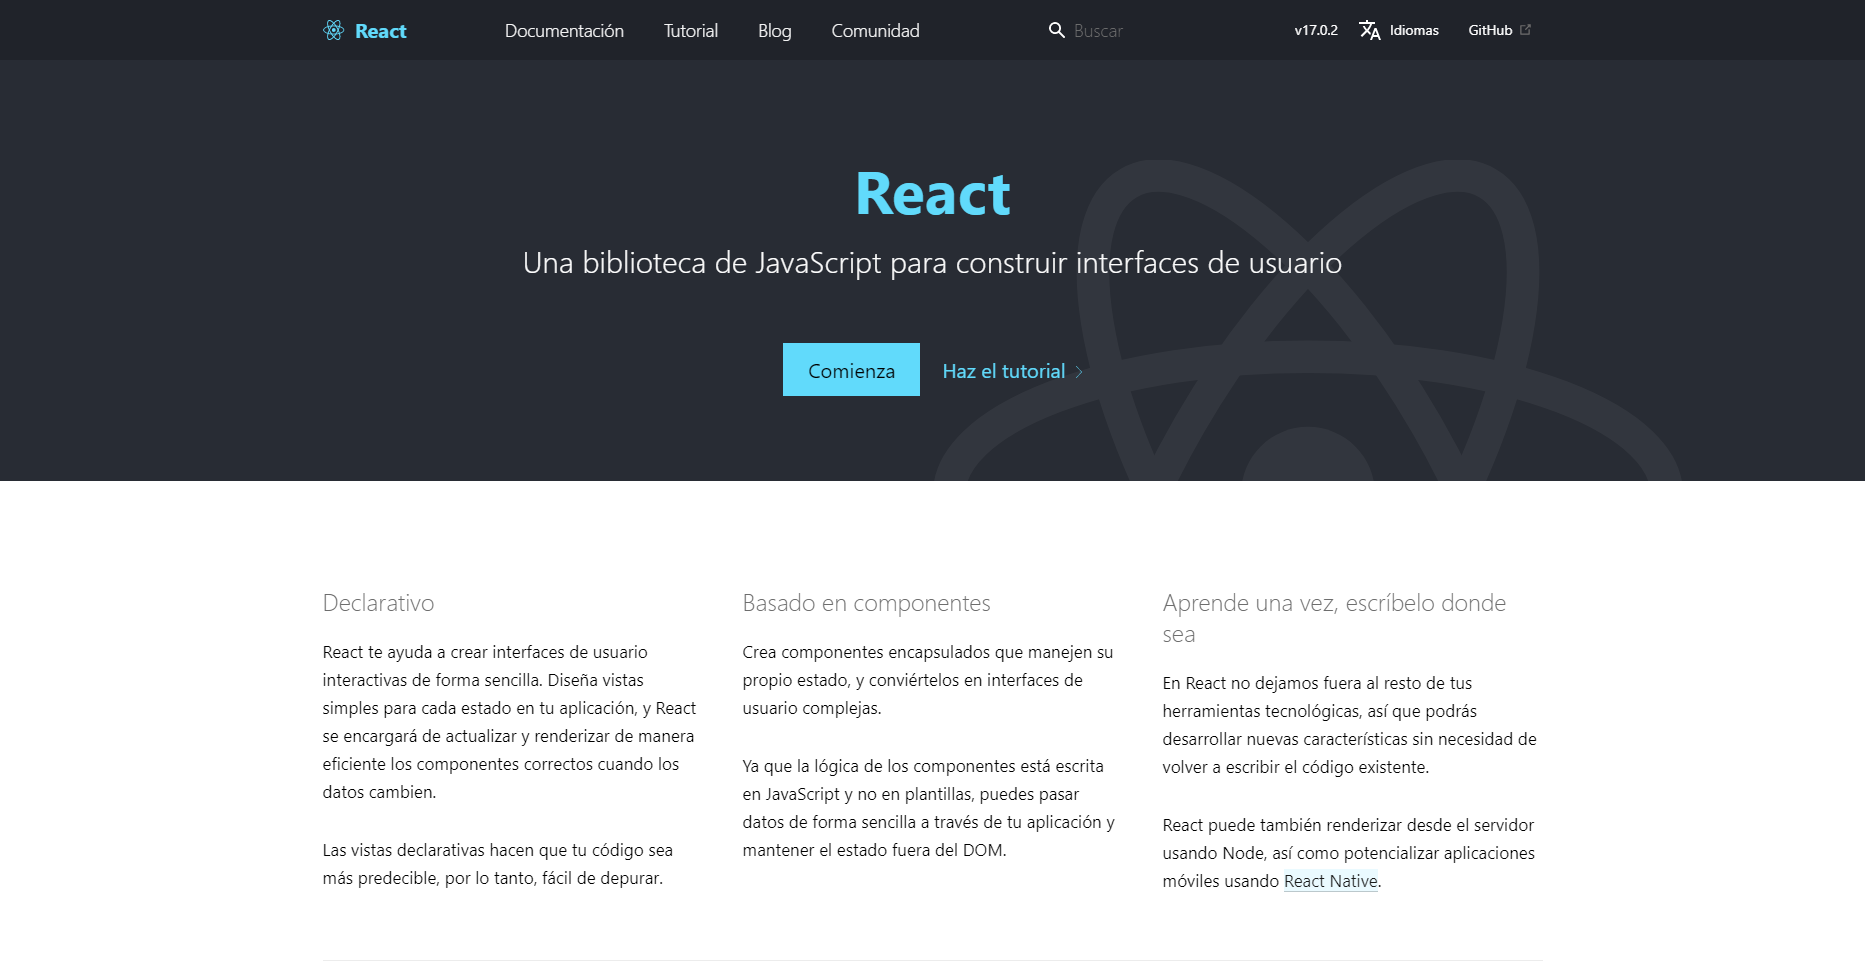 React
Documentación
Tutorial
Blog
Comunidad
Buscar
v17.0.2
Idiomas
GitHub
React
Una biblioteca de JavaScript para construir interfaces de usuario
Comienza
Haz el tutorial
Declarativo
React te ayuda a crear interfaces de usuario
interactivas de forma sencilla. Diseña vistas
simples para cada estado en tu aplicación, y React
se encargará de actualizar y renderizar de manera
eficiente los componentes correctos cuando los
datos cambien.
Las vistas declarativas hacen que tu código sea
más predecible, por lo tanto, fácil de depurar.
Basado en componentes
Crea componentes encapsulados que manejen su
propio estado, y conviértelos en interfaces de
usuario complejas.
Ya que la lógica de los componentes está escrita
en JavaScript y no en plantillas, puedes pasar
datos de forma sencilla a través de tu aplicación y
mantener el estado fuera del DOM.
Aprende una vez, escríbelo donde
sea
En React no dejamos fuera al resto de tus
herramientas tecnológicas, así que podrás
desarrollar nuevas características sin necesidad de
volver a escribir el código existente.
React puede también renderizar desde el servidor
usando Node, así como potencializar aplicaciones
móviles usando React Native.